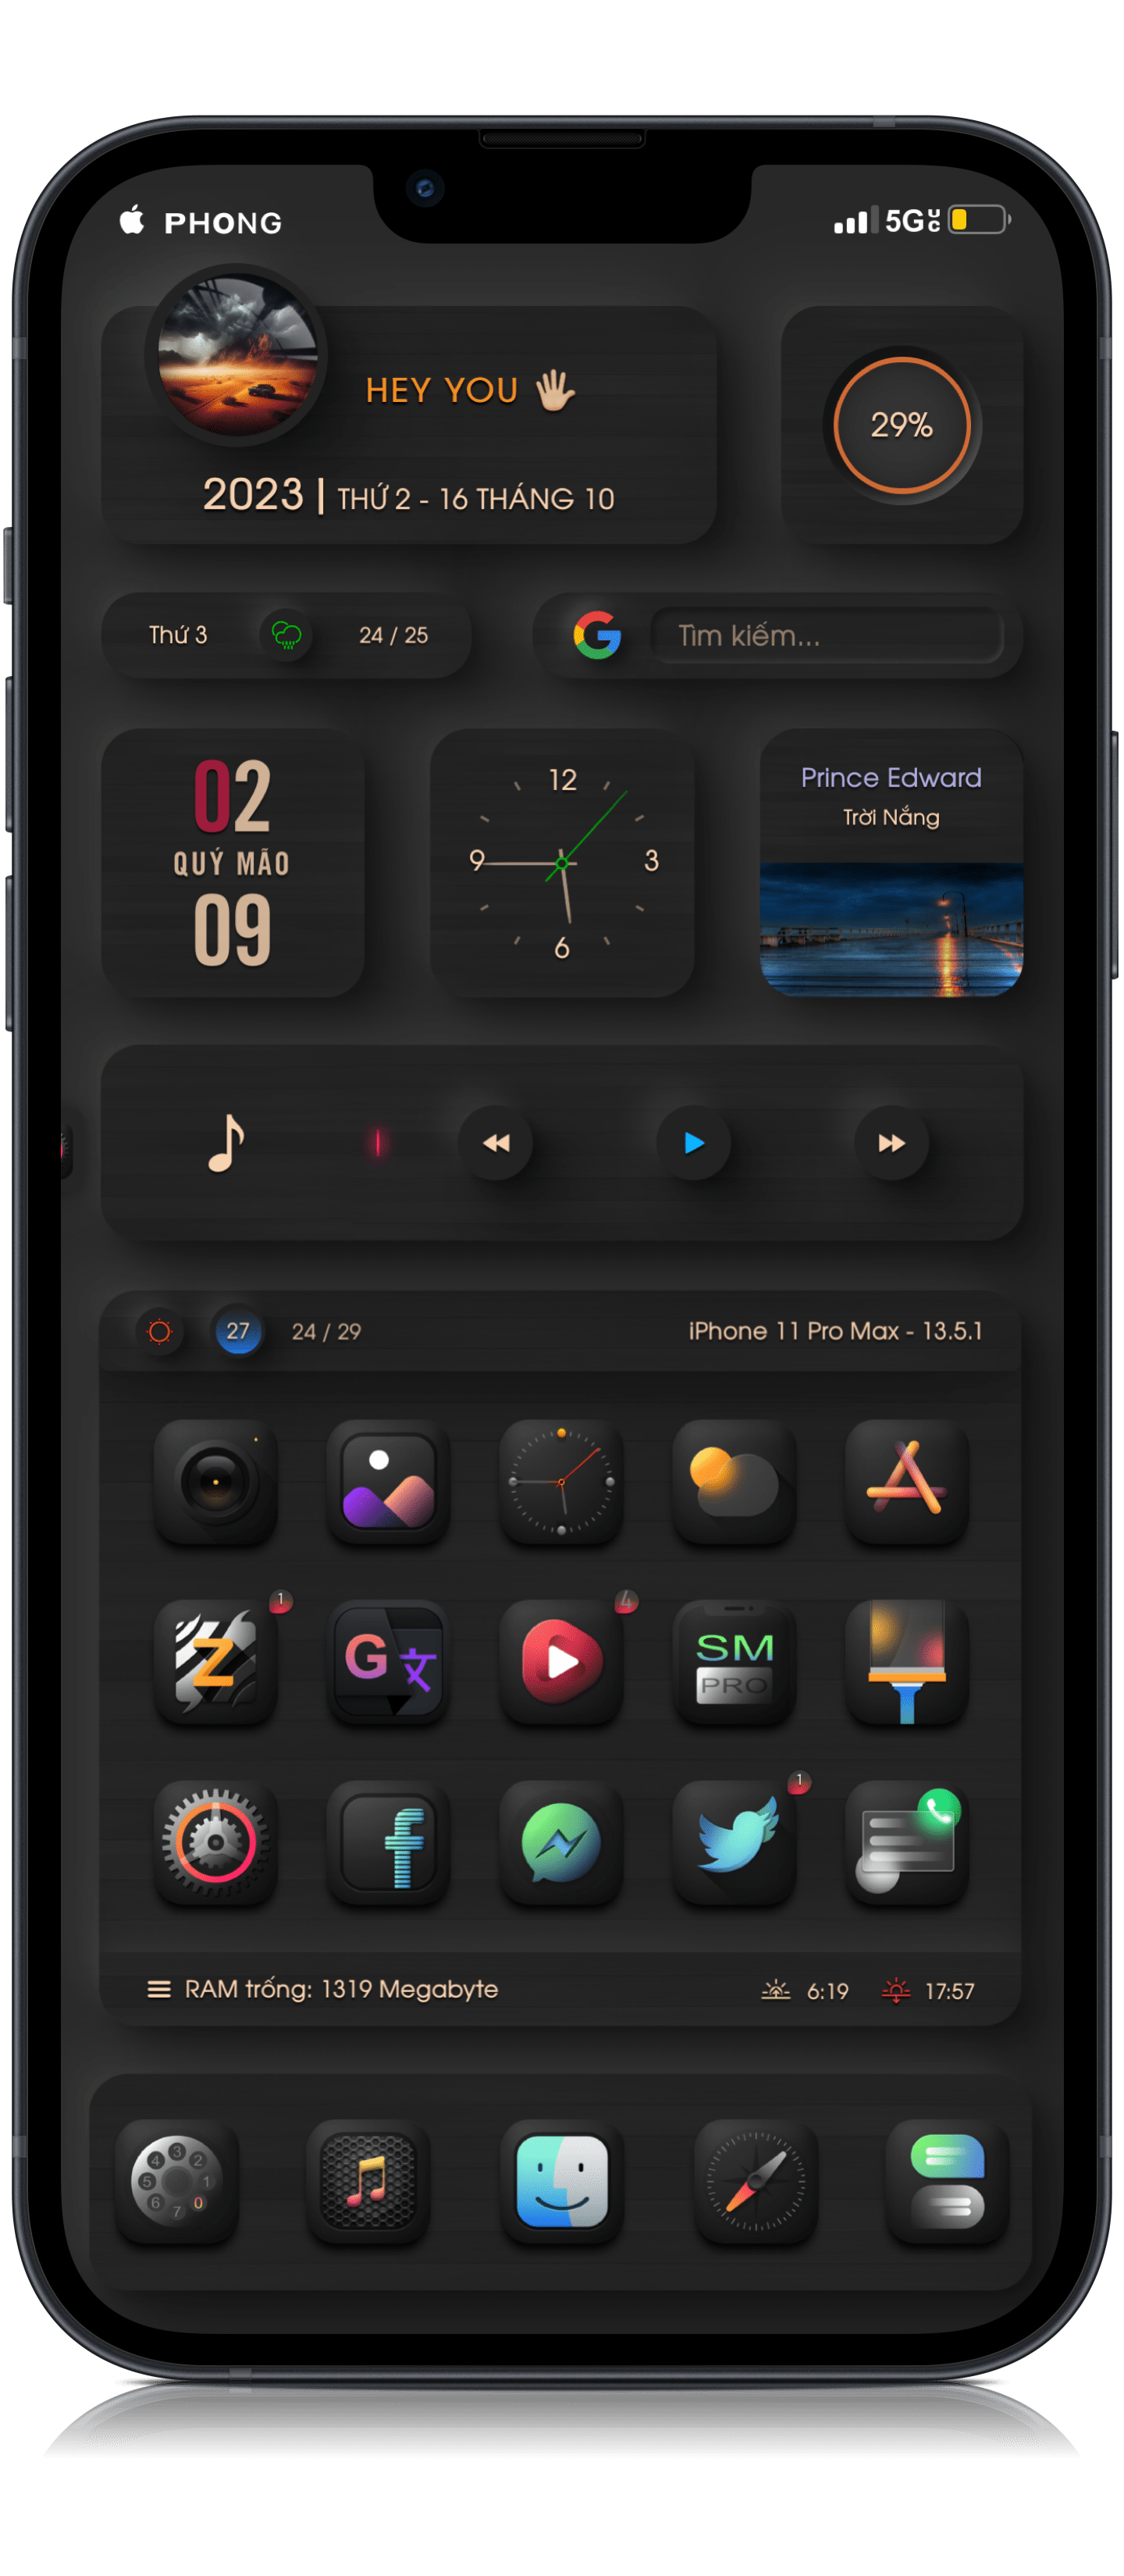 PHONG
5G UC
HEY YOU
29%
2023 | THỨ 2 - 16 THÁNG 10
Thứ 3
24 / 25
Tìm kiếm...
02
QUÝ MÃO
09
12
9
3
6
Prince Edward
Trời Nắng
27
24 / 29
iPhone 11 Pro Max - 13.5.1
1
4
Z
G
文
SM
PRO
1
f
RAM trống: 1319 Megabyte
6:19
17:57
3
4
2
5
1
6
7
0